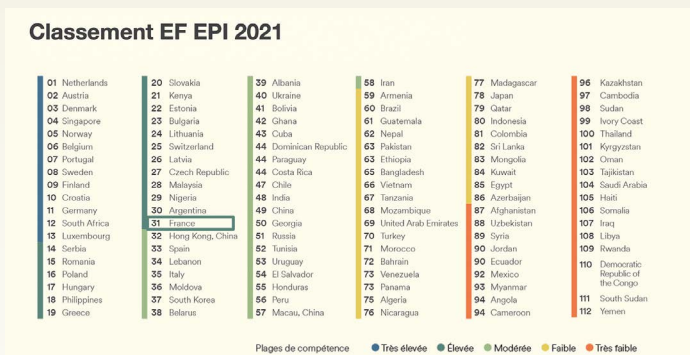 Classement EF EPI 2021
01 Netherlands
02 Austria
03 Denmark
04 Singapore
05 Norway
06 Belgium
07 Portugal
08 Sweden
09 Finland
10 Croatia
11 Germany
12 South Africa
13 Luxembourg
14 Serbia
15 Romania
16 Poland
17 Hungary
18 Philippines
19 Greece
20 Slovakia
21 Kenya
22 Estonia
23 Bulgaria
24 Lithuania
25 Switzerland
26 Latvia
27 Czech Republic
28 Malaysia
29 Nigeria
30 Argentina
31 France
32 Hong Kong, China
33 Spain
34 Lebanon
35 Italy
36 Moldova
37 South Korea
38 Belarus
39 Albania
40 Ukraine
41 Bolivia
42 Ghana
43 Cuba
44 Dominican Republic
44 Paraguay
44 Costa Rica
47 Chile
48 India
49 China
50 Georgia
51 Russia
52 Tunisia
53 Uruguay
54 El Salvador
55 Honduras
56 Peru
57 Macau, China
58 Iran
59 Armenia
60 Brazil
61 Guatemala
62 Nepal
63 Pakistan
63 Ethiopia
65 Bangladesh
66 Vietnam
67 Tanzania
68 Mozambique
69 United Arab Emirates
70 Turkey
71 Morocco
72 Bahrain
73 Venezuela
73 Panama
75 Algeria
76 Nicaragua
77 Madagascar
78 Japan
79 Qatar
80 Indonesia
81 Colombia
82 Sri Lanka
83 Mongolia
84 Kuwait
85 Egypt
86 Azerbaijan
87 Afghanistan
88 Uzbekistan
89 Syria
90 Jordan
90 Ecuador
92 Mexico
93 Myanmar
94 Angola
94 Cameroon
96 Kazakhstan
97 Cambodia
98 Sudan
99 Ivory Coast
100 Thailand
101 Kyrgyzstan
102 Oman
103 Tajikistan
104 Saudi Arabia
105 Haiti
106 Somalia
107 Iraq
108 Libya
109 Rwanda
110 Democratic
Republic of
the Congo
111 South Sudan
112 Yemen
Plages de compétence Très élevée Élevée Modérée Faible Très faible